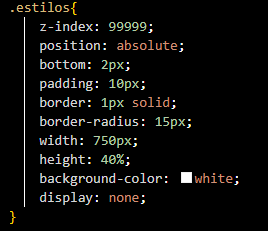 .estilos{
z-index: 99999;
position: absolute;
bottom: 2px;
padding: 10px;
border: 1px solid;
border-radius: 15px;
width: 750px;
height: 40%;
background-color: white;
display: none;
}